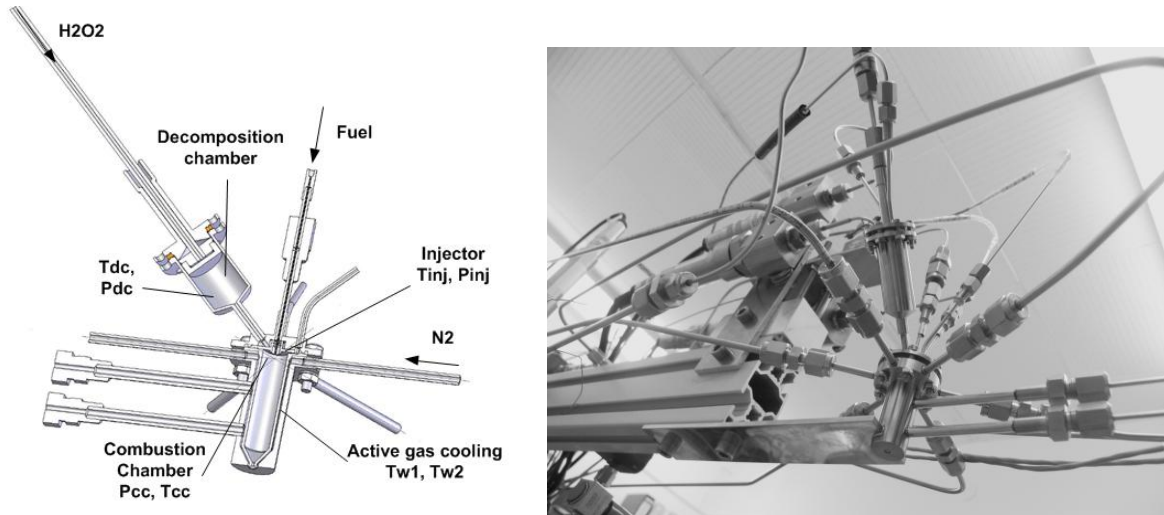 H2O2
Decomposition
chamber
Fuel
Tdc,
Pdc
Injector
Tinj, Pinj
N2
Combustion
Chamber
Pcc, Tcc
Active gas cooling
Tw1, Tw2